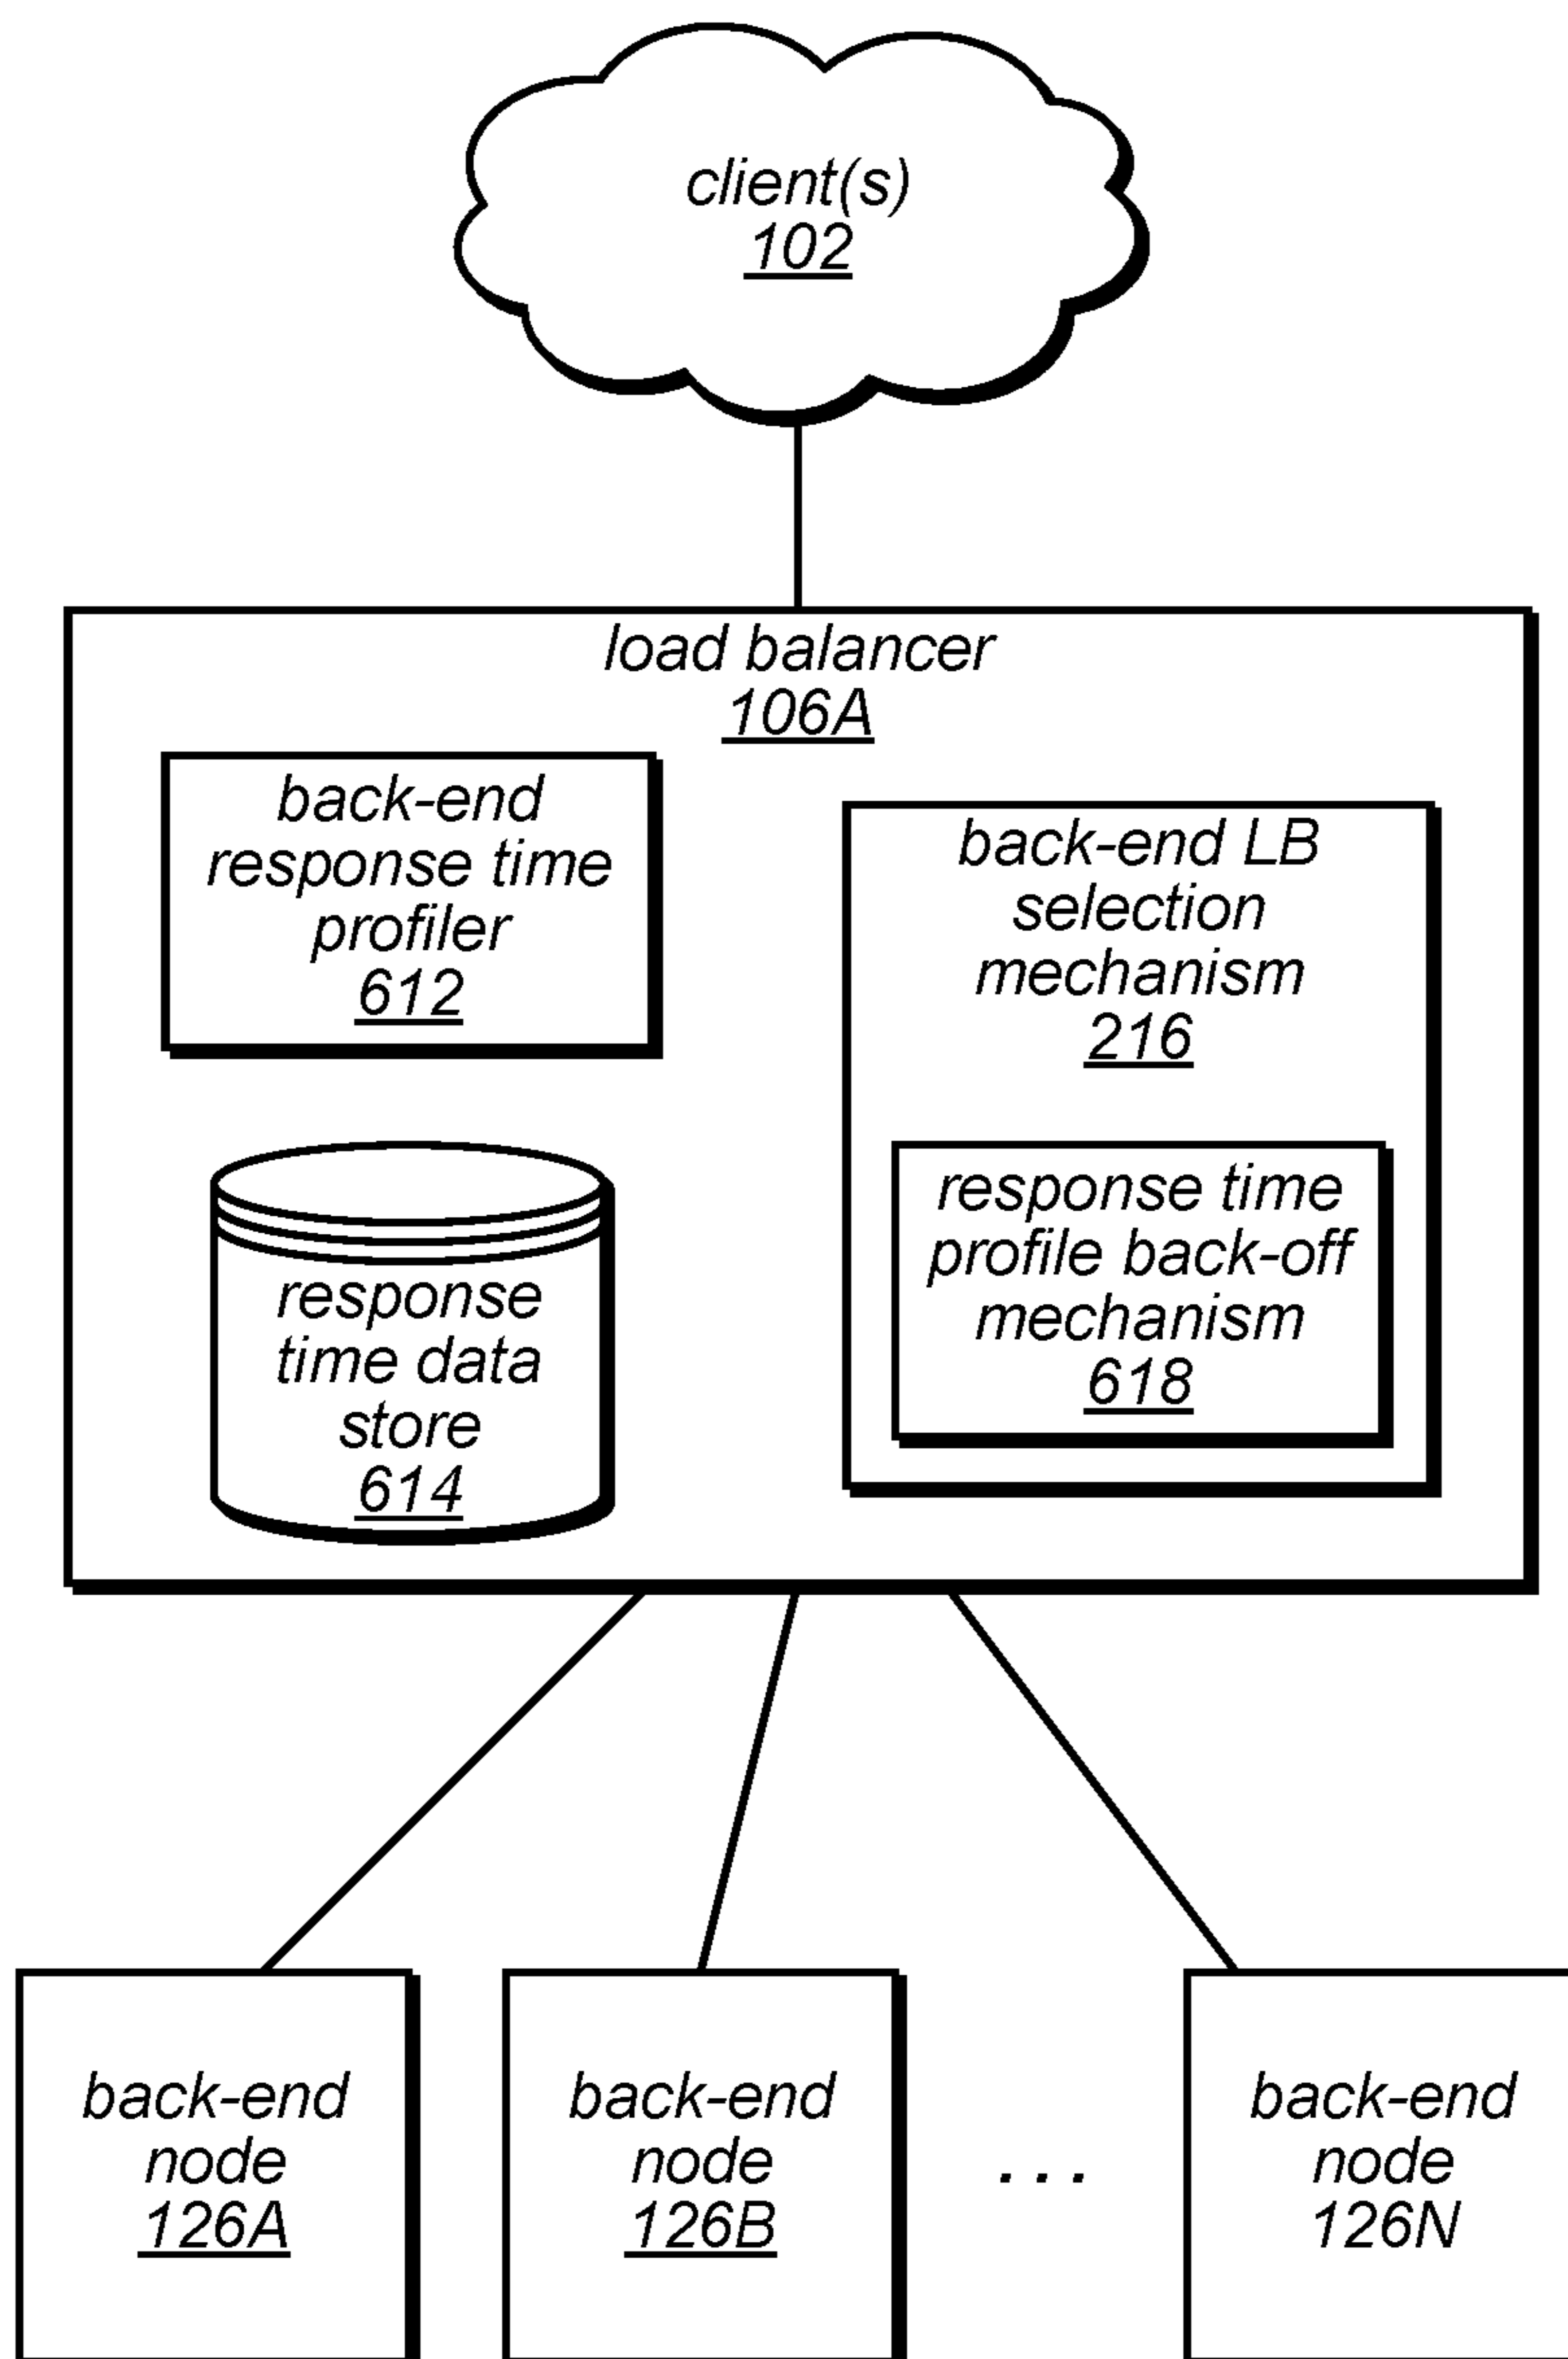 client(s)
102
load balancer
106A
back-end
response time
profiler
612
back-end LB
selection
mechanism
216
response time
profile back-off
mechanism
618
response
time data
store
614
back-end
node
126A
back-end
node
126B
...
back-end
node
126N